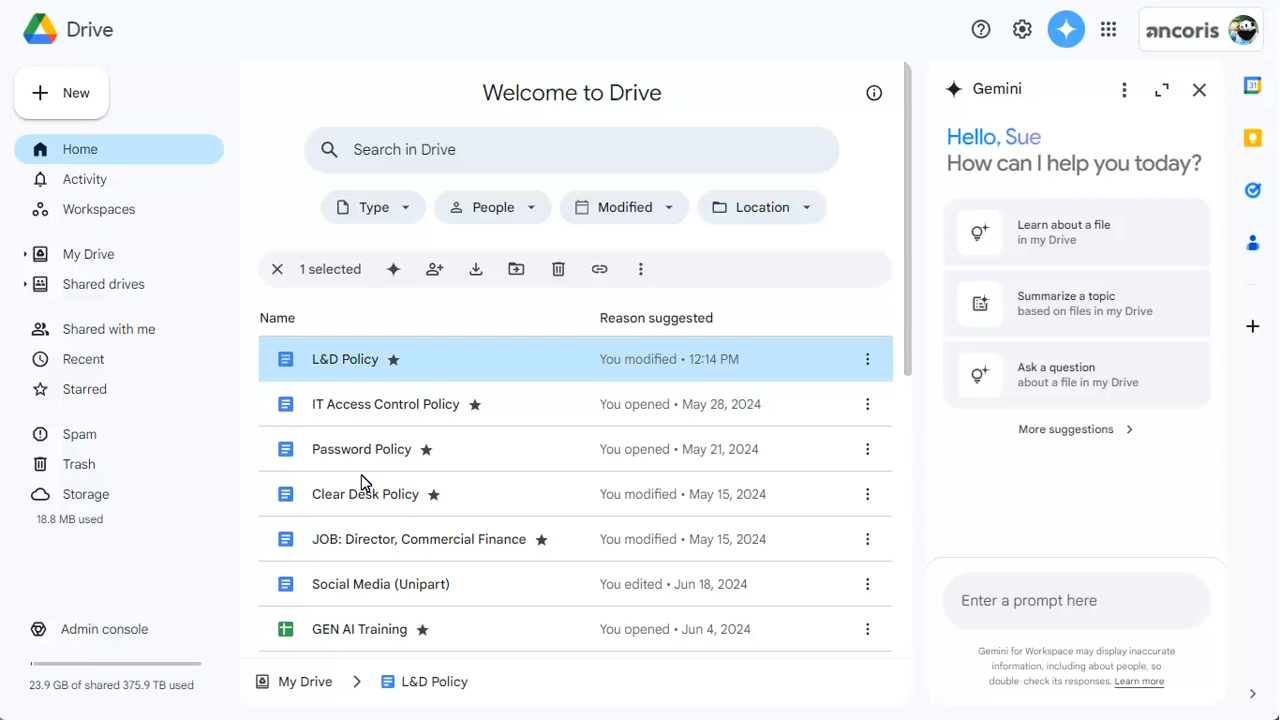 Drive
ancoris
New
Home
Activity
Workspaces
My Drive
Shared drives
Shared with me
Recent
Starred
Spam
Trash
Storage
18.8 MB used
Admin console
23.9 GB of shared 375.9 TB used
Welcome to Drive
Search in Drive
Type People Modified Location
1 selected
Name Reason suggested
L&D Policy You modified • 12:14 PM
IT Access Control Policy You opened • May 28, 2024
Password Policy You opened • May 21, 2024
Clear Desk Policy You modified • May 15, 2024
JOB: Director, Commercial Finance You modified • May 15, 2024
Social Media (Unipart) You edited • Jun 18, 2024
GEN AI Training You opened • Jun 4, 2024
My Drive L&D Policy
Gemini
Hello, Sue
How can I help you today?
Learn about a file
in my Drive
Summarize a topic
based on files in my Drive
Ask a question
about a file in my Drive
More suggestions
Enter a prompt here
Gemini for Workspace may display inaccurate
information, including about people, so
double-check its responses. Learn more
31